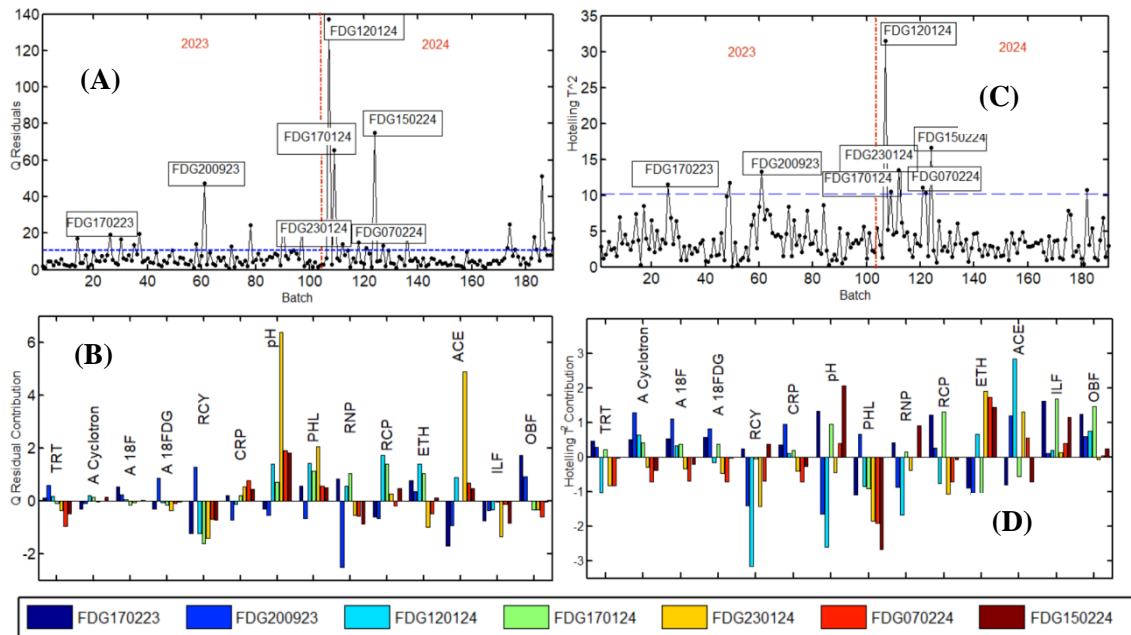 140
120
100
80
60
40
20
0
Q Residuals
(A)
2023
2024
FDG120124
FDG170124
FDG150224
FDG200923
FDG170223
FDG230124
FDG070224
20 40 60 80 100 120 140 160 180
Batch
35
30
25
20
15
10
5
0
Hotelling T^2
(C)
2023
2024
FDG120124
FDG150224
FDG230124
FDG170223
FDG200923
FDG170124
FDG070224
20 40 60 80 100 120 140 160 180
Batch
6
4
2
0
-2
Q Residual Contribution
(B)
TRT
A Cyclotron
A 18F
A 18FDG
RCY
CRP
pH
PHL
RNP
RCP
ETH
ACE
ILF
OBF
3
2
1
0
-1
-2
-3
Hotelling T^2 Contribution
(D)
TRT
A Cyclotron
A 18F
A 18FDG
RCY
CRP
pH
PHL
RNP
RCP
ETH
ACE
ILF
OBF
FDG170223 FDG200923 FDG120124 FDG170124 FDG230124 FDG070224 FDG150224